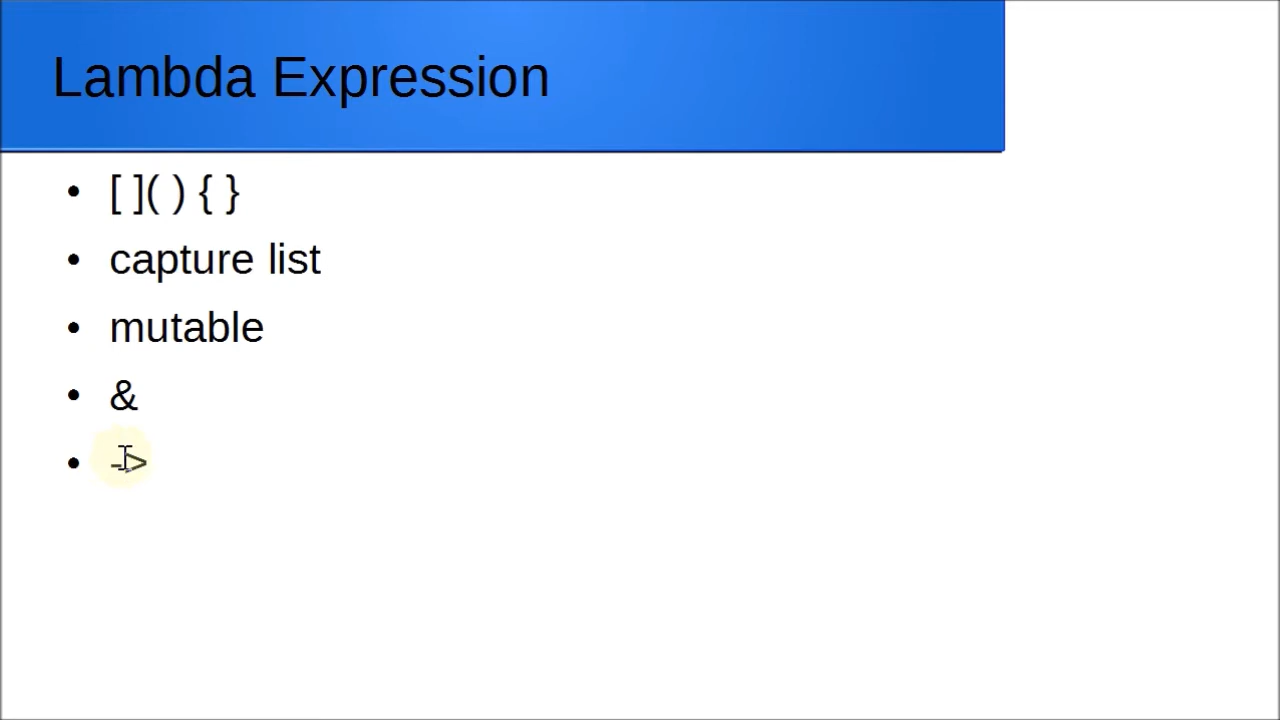 Lambda Expression
• [ ]( ) { }
• capture list
• mutable
• &
• ->